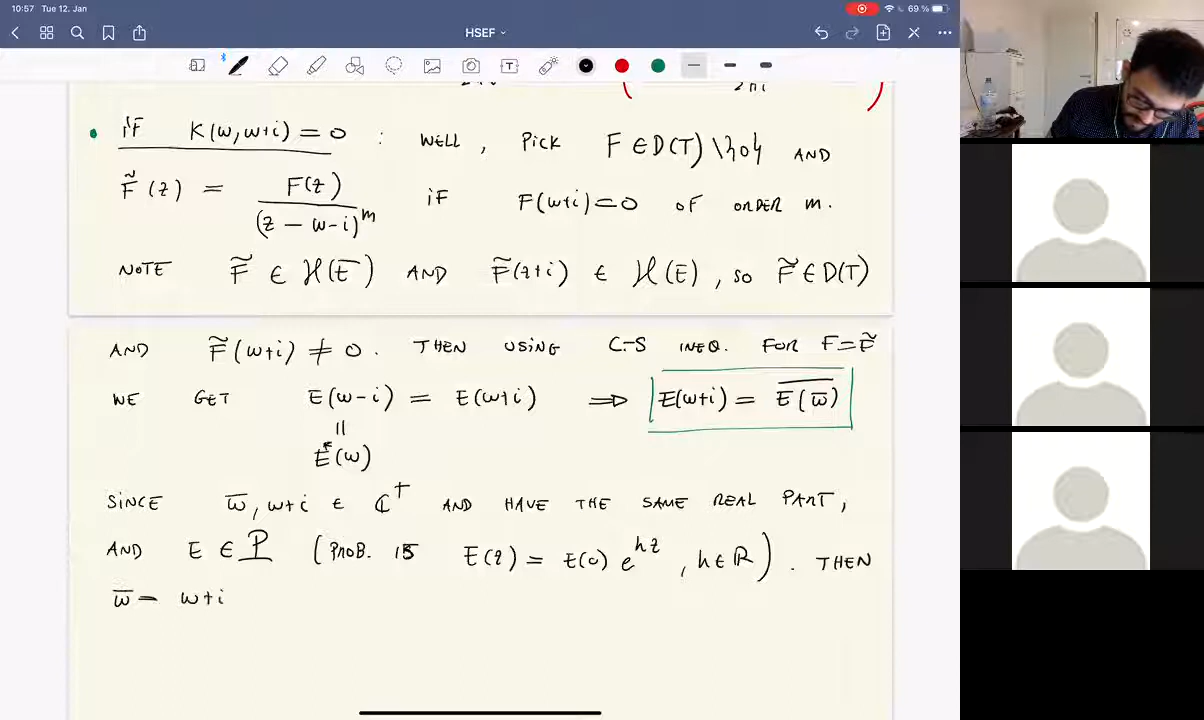 10:57 Tue 12. Jan
69 %
HSEF
2πi
• IF K(w, w+i) = 0 : WELL, PICK F ∈ D(T) \ {0} AND
F̃(z) = F(z) / (z - w - i)^m IF F(w+i) = 0 OF ORDER m.
NOTE F̃ ∈ H(E) AND F̃(z+i) ∈ H(E), SO F̃ ∈ D(T)
AND F̃(w+i) ≠ 0. THEN USING C-S INEQ. FOR F = F̃
WE GET E(w-i) = E(w+i) ⟹ E(w+i) = \overline{E(\overline{w})}
||
E*(w)
SINCE \overline{w}, w+i ∈ ℂ⁺ AND HAVE THE SAME REAL PART,
AND E ∈ P (PROB. 15 E(z) = E(0) e^{hz}, h ∈ ℝ). THEN
\overline{w} = w+i